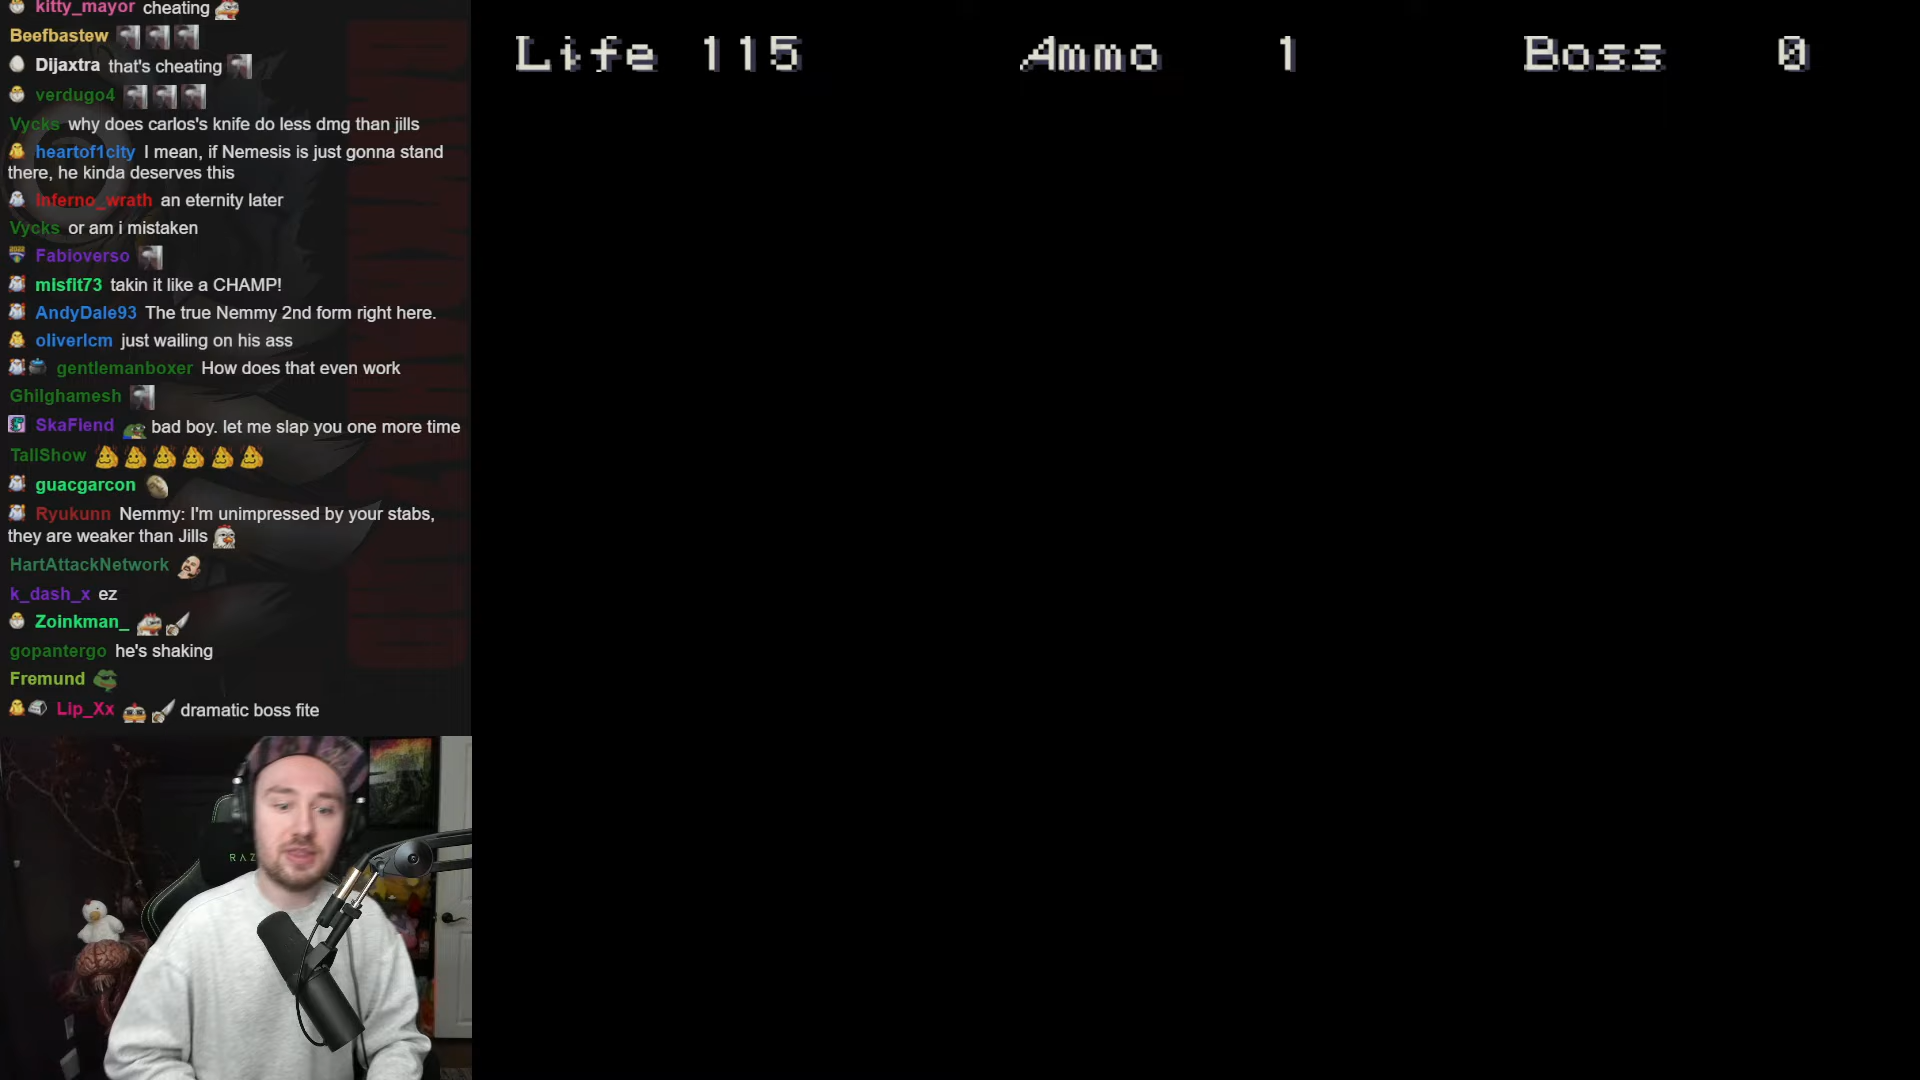 kitty_mayor cheating
Life 115 Ammo 1 Boss 0
Beefbastew
Dijaxtra that's cheating
verdugo4
Vycks why does carlos's knife do less dmg than jills
heartof1city I mean, if Nemesis is just gonna stand
there, he kinda deserves this
inferno_wrath an eternity later
Vycks or am i mistaken
Fabioverso
misfit73 takin it like a CHAMP!
AndyDale93 The true Nemmy 2nd form right here.
oliverlcm just wailing on his ass
gentlemanboxer How does that even work
Ghilghamesh
SkaFiend bad boy. let me slap you one more time
TallShow
guacgarcon
Ryukunn Nemmy: I'm unimpressed by your stabs,
they are weaker than Jills
HartAttackNetwork
k_dash_x ez
Zoinkman_
gopantergo he's shaking
Fremund
Lip_Xx dramatic boss fite
RAZ